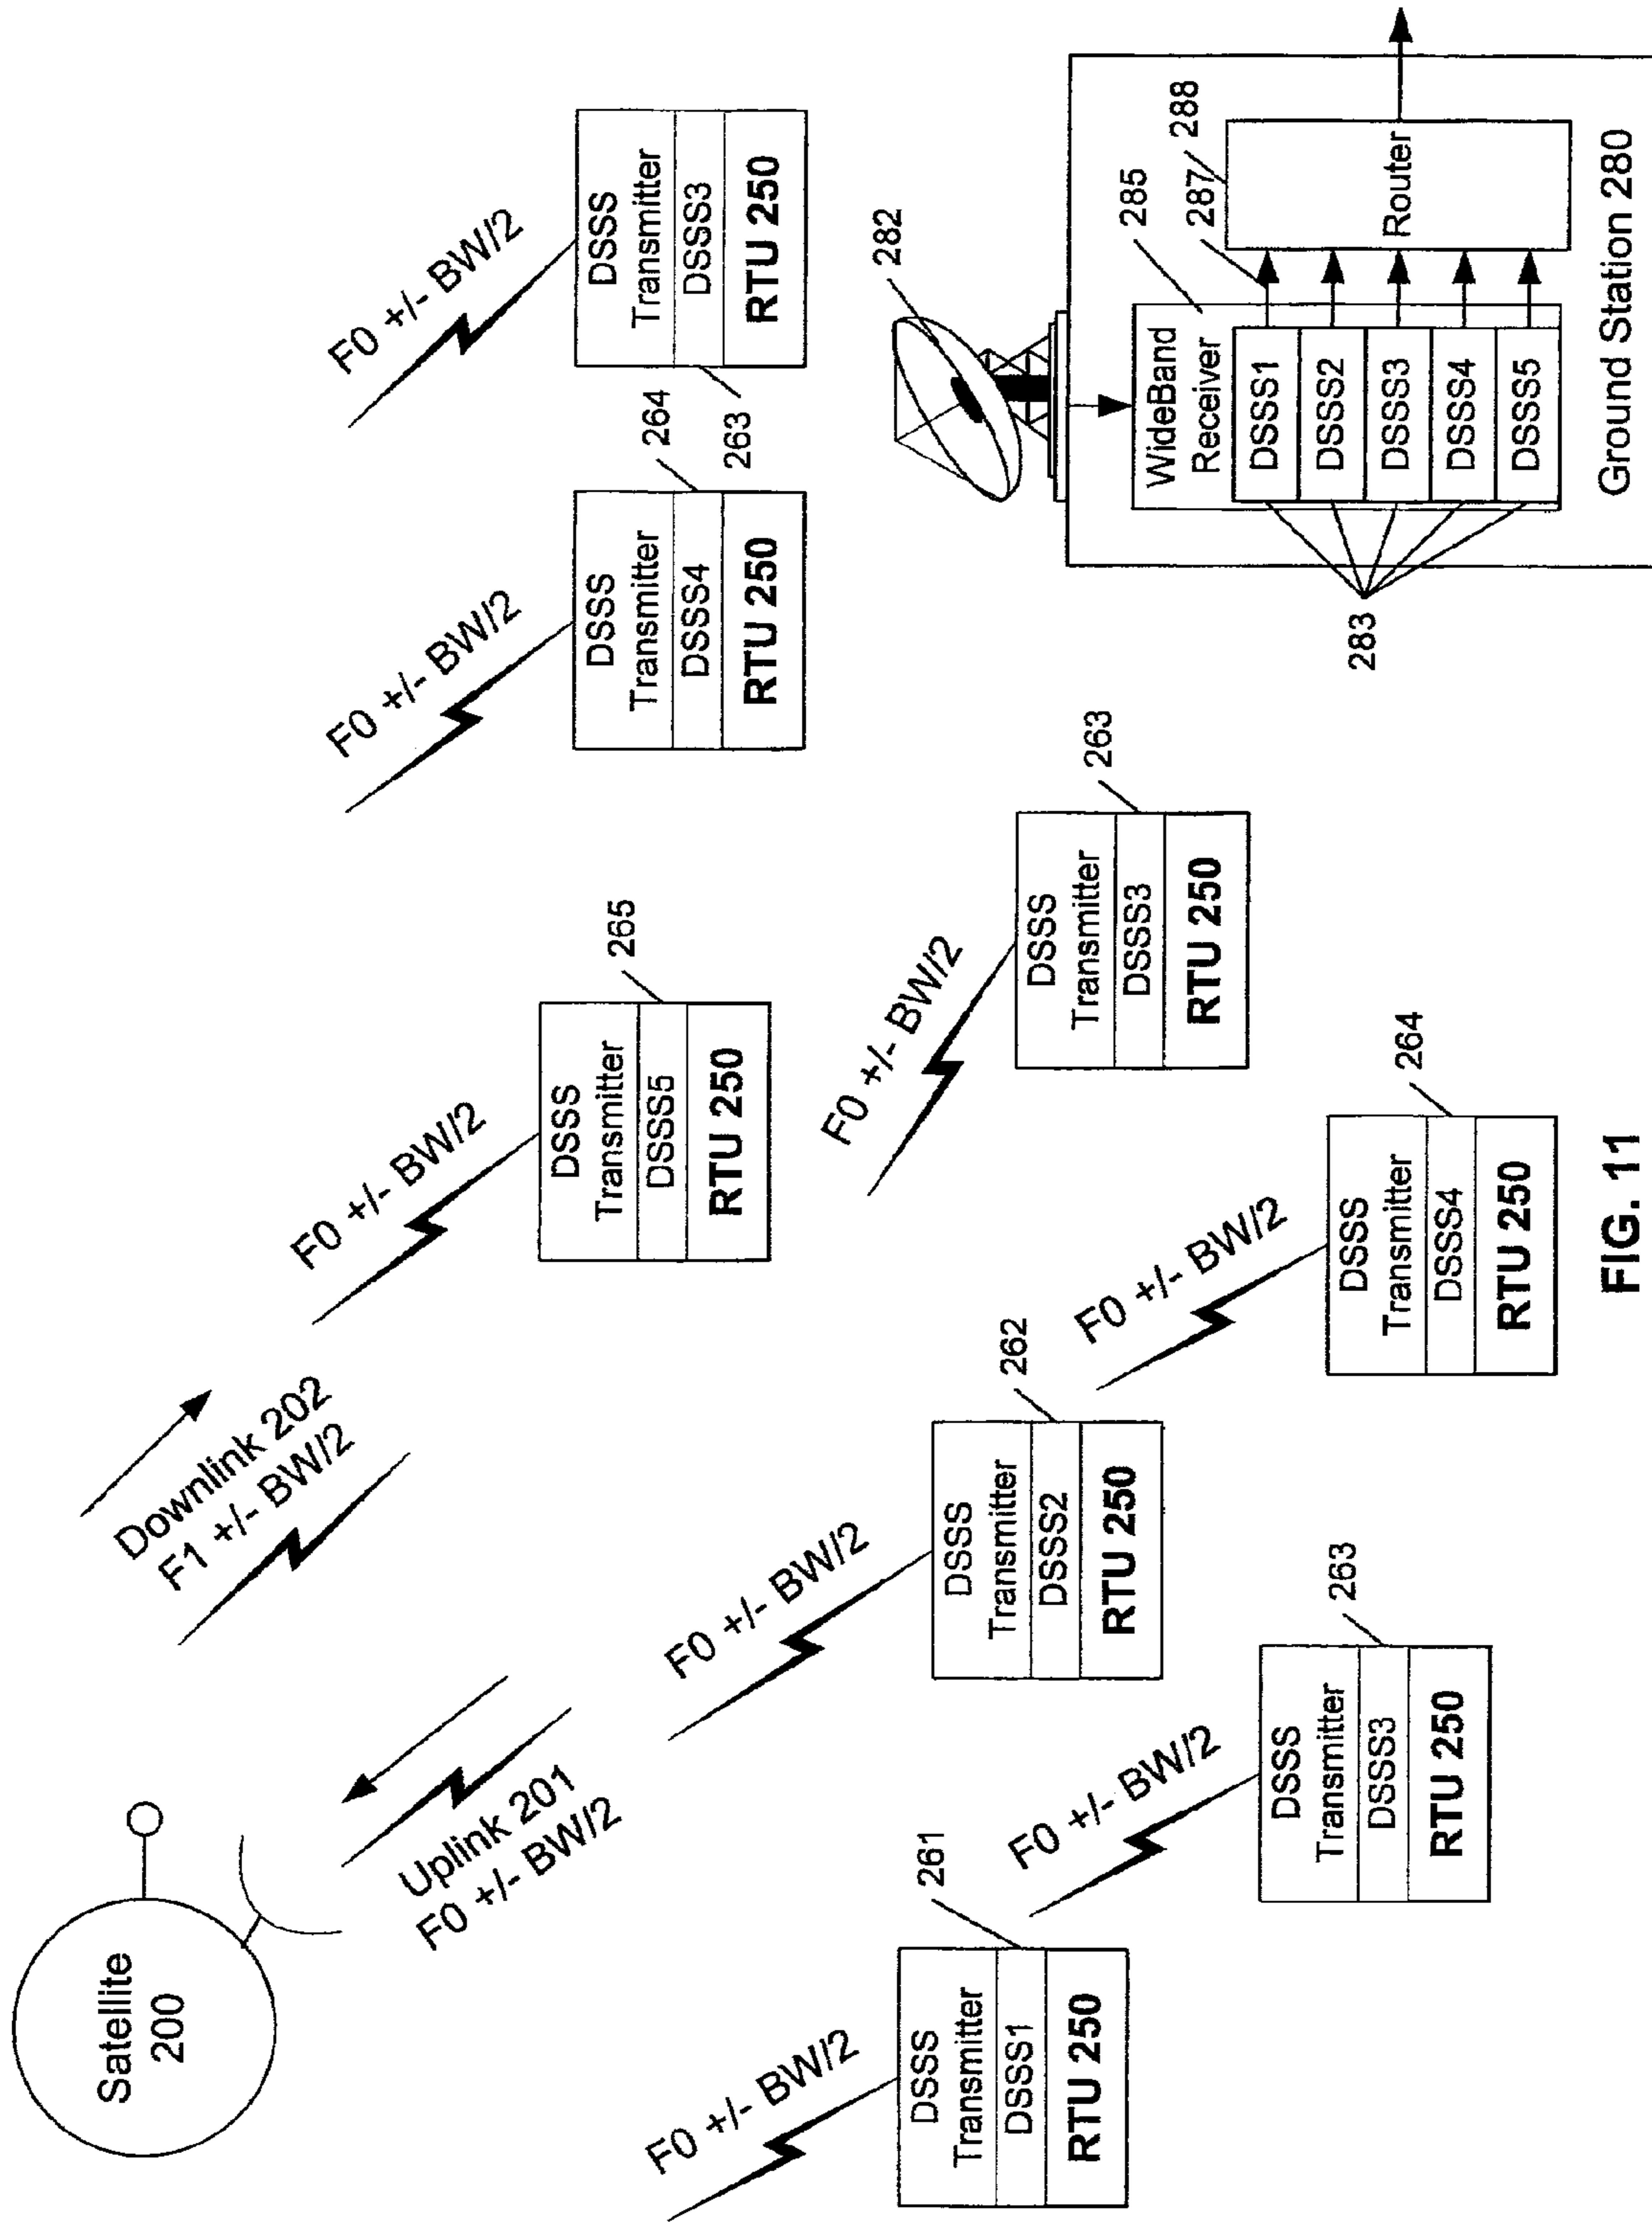 Satellite
200
Downlink 202
F1 +/- BW/2
Uplink 201
F0 +/- BW/2
F0 +/- BW/2
DSSS
Transmitter
DSSS5
RTU 250
265
F0 +/- BW/2
DSSS
Transmitter
DSSS4
RTU 250
264
F0 +/- BW/2
DSSS
Transmitter
DSSS3
RTU 250
263
F0 +/- BW/2
DSSS
Transmitter
DSSS1
RTU 250
261
F0 +/- BW/2
DSSS
Transmitter
DSSS2
RTU 250
262
F0 +/- BW/2
DSSS
Transmitter
DSSS3
RTU 250
263
F0 +/- BW/2
DSSS
Transmitter
DSSS3
RTU 250
263
F0 +/- BW/2
DSSS
Transmitter
DSSS4
RTU 250
264
282
WideBand
Receiver
285
DSSS1
DSSS2
DSSS3
DSSS4
DSSS5
283
287
288
Router
Ground Station 280
FIG. 11